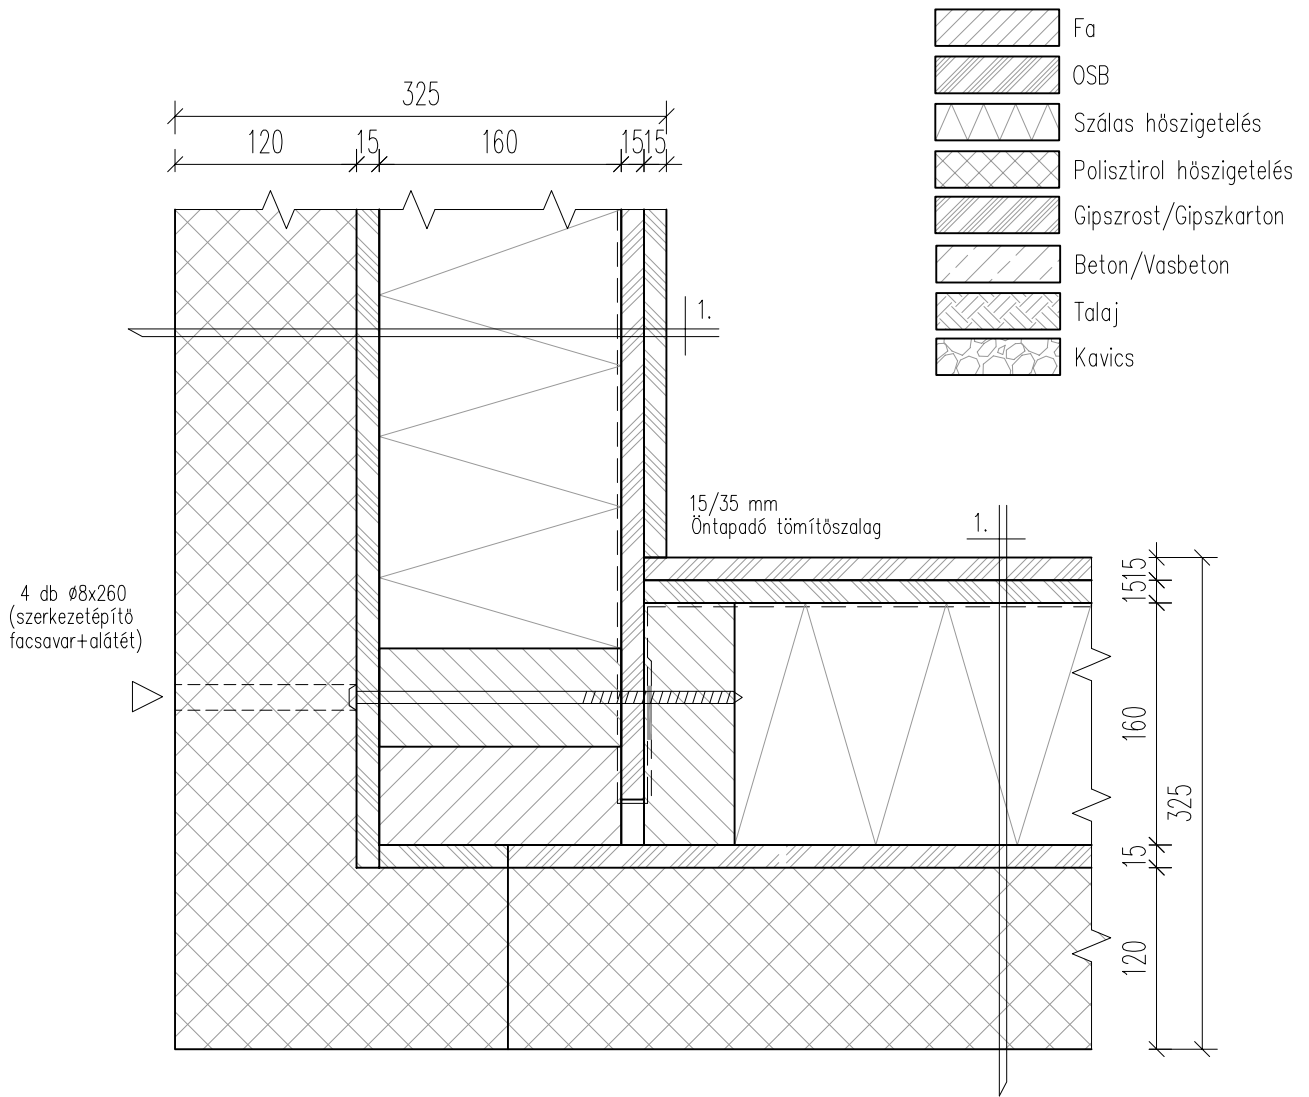 Fa
OSB
Szálas hőszigetelés
Polisztirol hőszigetelés
Gipszrost/Gipszkarton
Beton/Vasbeton
Talaj
Kavics
325
120
15
160
15
15
1.
15/35 mm
Öntapadó tömítőszalag
1.
4 db Ø8x260
(szerkezetépítő
facsavar+alátét)
15
15
160
325
15
120